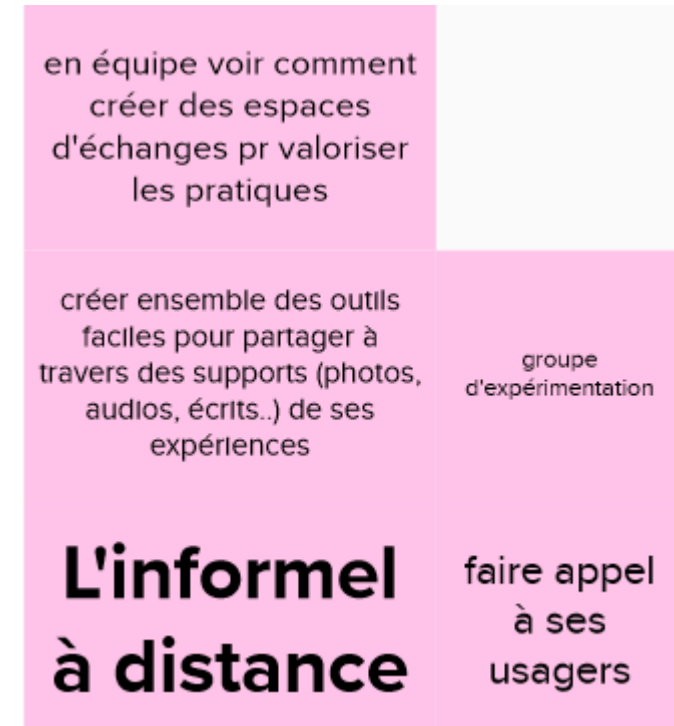 en équipe voir comment
créer des espaces
d'échanges pr valoriser
les pratiques
créer ensemble des outils
faciles pour partager à
travers des supports (photos,
audios, écrits..) de ses
expériences
groupe
d'expérimentation
L'informel
à distance
faire appel
à ses
usagers